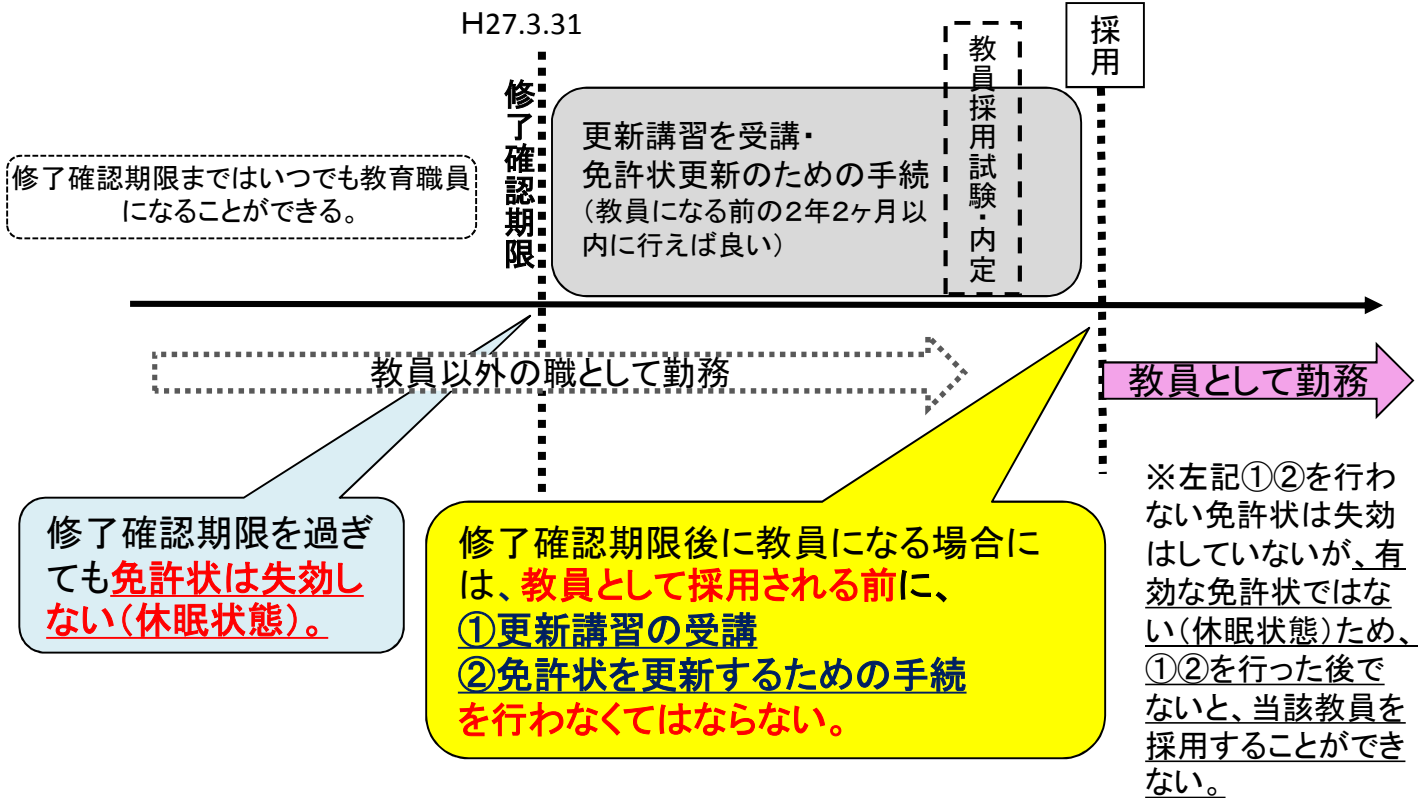 H27.3.31
修了確認期限
教員採用試験・内定
採用
更新講習を受講・
免許状更新のための手続
(教員になる前の2年2ヶ月以
内に行えば良い)
修了確認期限まではいつでも教育職員
になることができる。
教員以外の職として勤務
教員として勤務
修了確認期限を過ぎ
ても免許状は失効し
ない(休眠状態)。
修了確認期限後に教員になる場合に
は、教員として採用される前に、
①更新講習の受講
②免許状を更新するための手続
を行わなくてはならない。
※左記①②を行わ
ない免許状は失効
はしていないが、有
効な免許状ではな
い(休眠状態)ため、
①②を行った後で
ないと、当該教員を
採用することができ
ない。